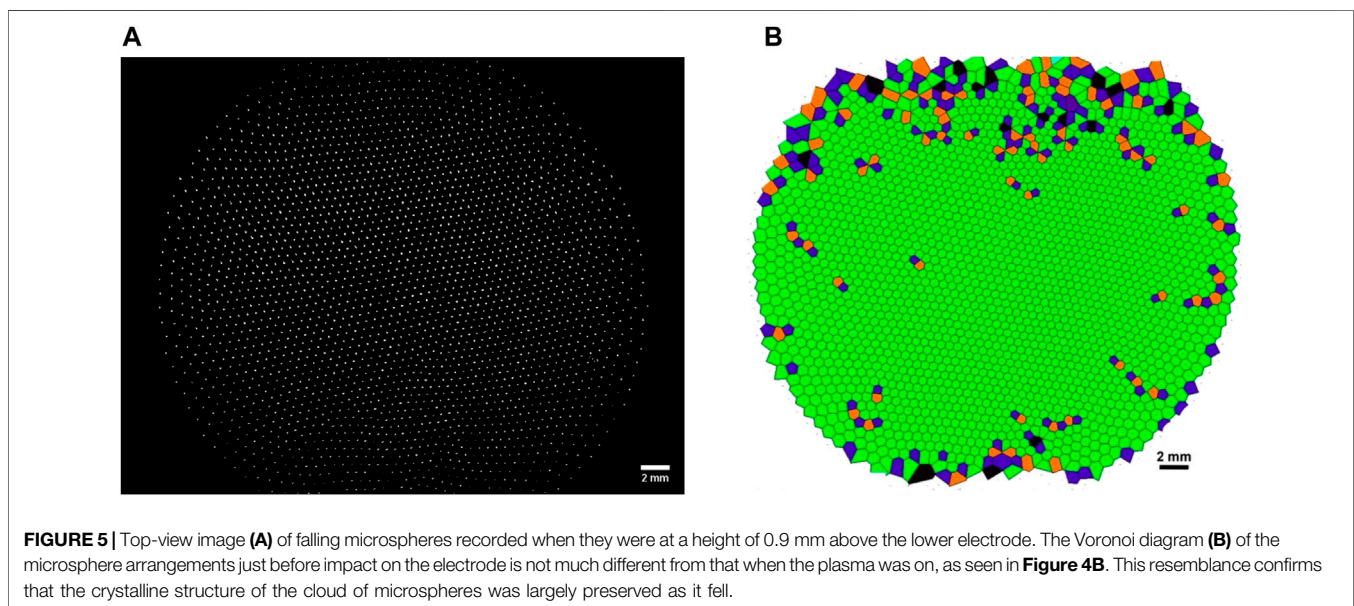 A
B
2 mm
2 mm
FIGURE 5 | Top-view image (A) of falling microspheres recorded when they were at a height of 0.9 mm above the lower electrode. The Voronoi diagram (B) of the
microsphere arrangements just before impact on the electrode is not much different from that when the plasma was on, as seen in Figure 4B. This resemblance confirms
that the crystalline structure of the cloud of microspheres was largely preserved as it fell.